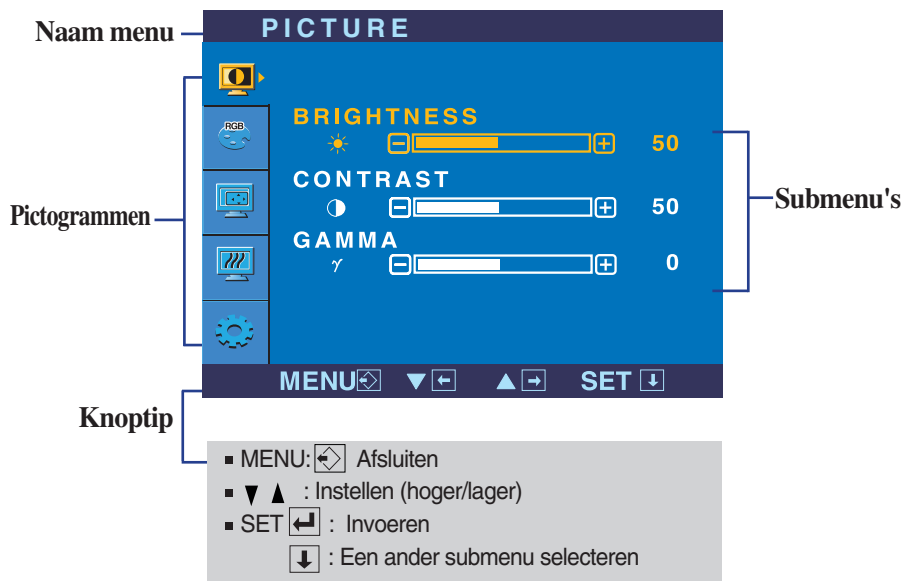 Naam menu
PICTURE
RGB
BRIGHTNESS
50
CONTRAST
50
GAMMA
γ
0
Pictogrammen
Submenu's
MENU ▼ ← ▲ → SET ↓
Knoptip
▪ MENU: Afsluiten
▪ ▼ ▲ : Instellen (hoger/lager)
▪ SET ↵ : Invoeren
↓ : Een ander submenu selecteren